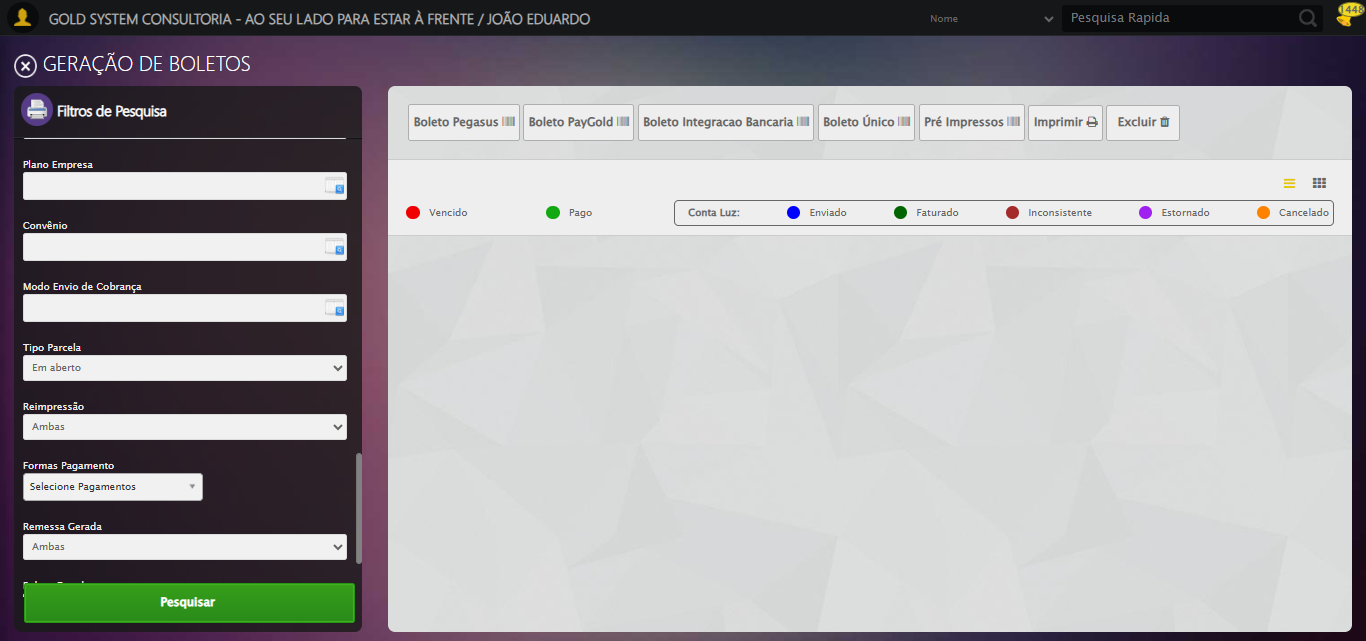 GOLD SYSTEM CONSULTORIA - AO SEU LADO PARA ESTAR À FRENTE / JOÃO EDUARDO
Nome
Pesquisa Rapida
1448
GERAÇÃO DE BOLETOS
Filtros de Pesquisa
Plano Empresa
Convênio
Modo Envio de Cobrança
Tipo Parcela
Em aberto
Reimpressão
Ambas
Formas Pagamento
Selecione Pagamentos
Remessa Gerada
Ambas
Pesquisar
Boleto Pegasus
Boleto PayGold
Boleto Integracao Bancaria
Boleto Único
Pré Impressos
Imprimir
Excluir
Vencido
Pago
Conta Luz:
Enviado
Faturado
Inconsistente
Estornado
Cancelado